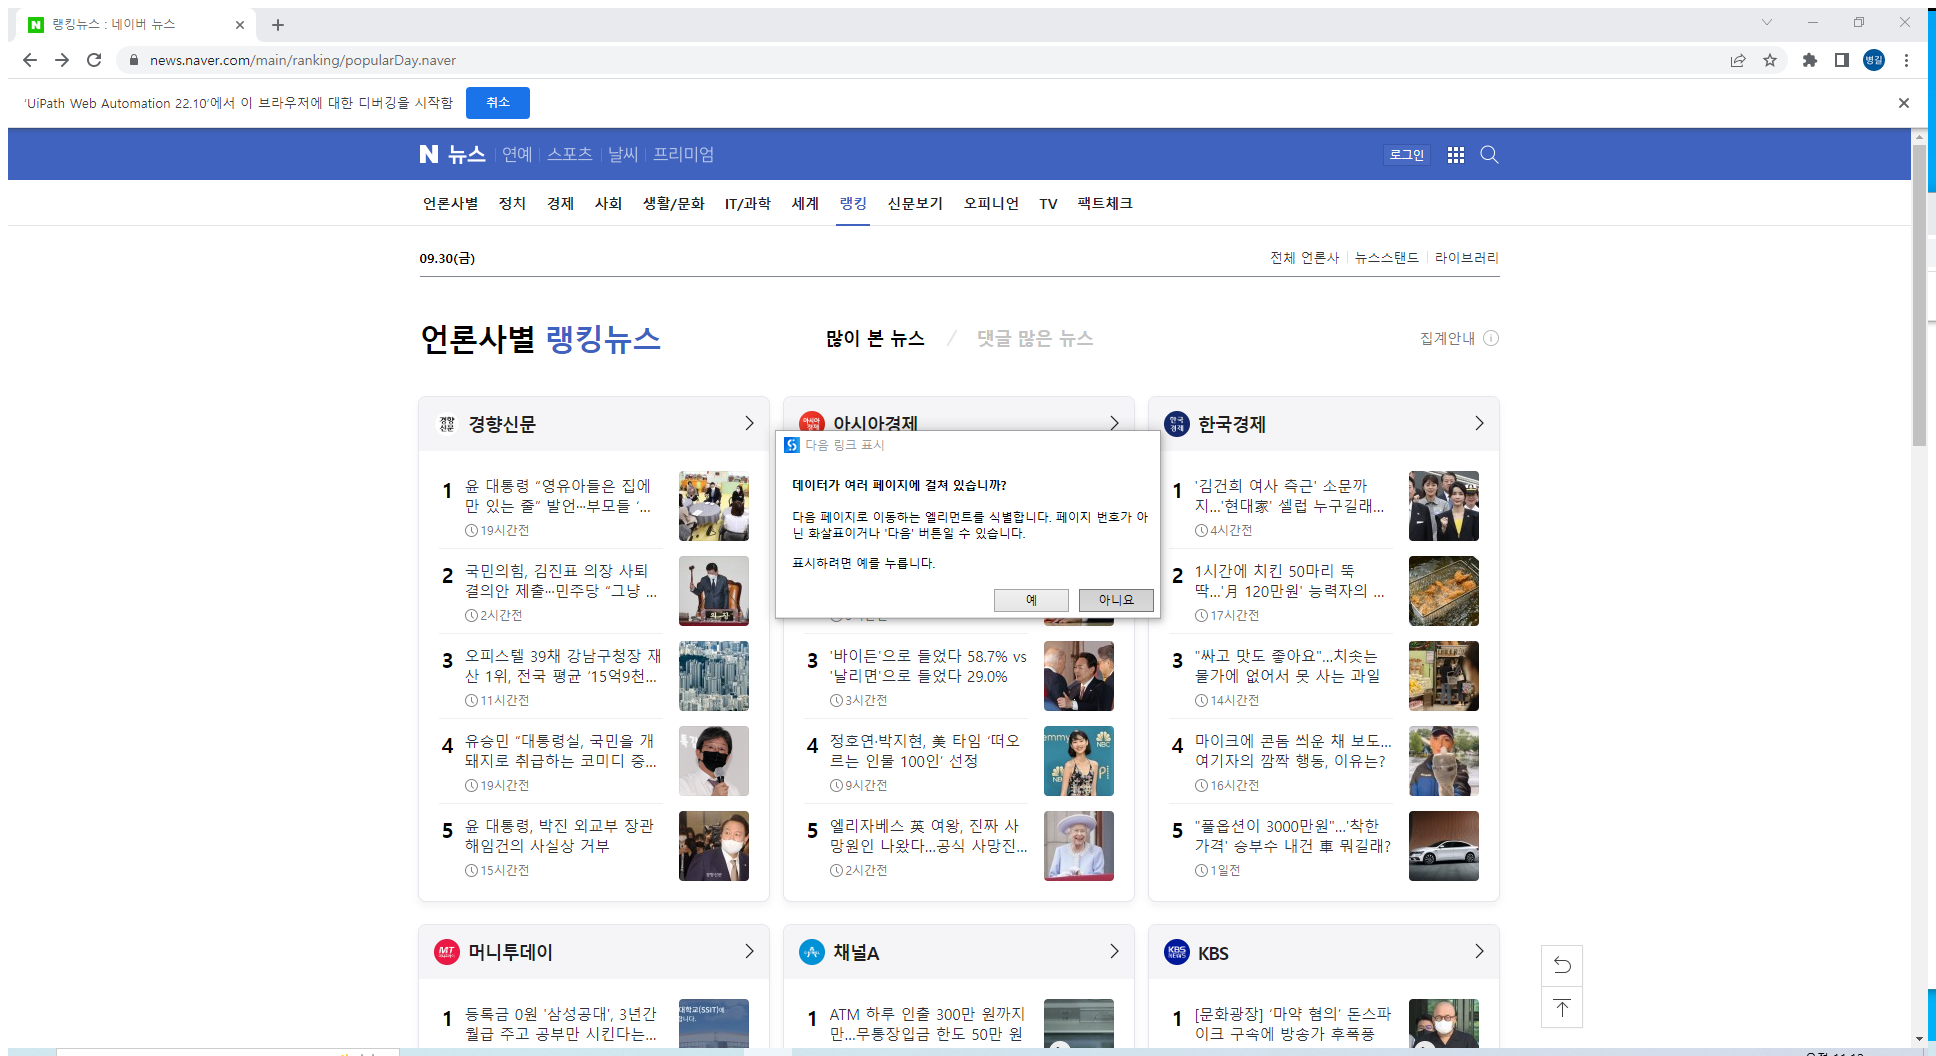 랭킹뉴스 : 네이버 뉴스
news.naver.com/main/ranking/popularDay.naver
병길
'UiPath Web Automation 22.10'에서 이 브라우저에 대한 디버깅을 시작함
취소
N 뉴스 연예 스포츠 날씨 프리미엄
로그인
언론사별 정치 경제 사회 생활/문화 IT/과학 세계 랭킹 신문보기 오피니언 TV 팩트체크
09.30(금)
전체 언론사 뉴스스탠드 라이브러리
언론사별 랭킹뉴스
많이 본 뉴스 / 댓글 많은 뉴스
집계안내
경향신문
1 윤 대통령 “영유아들은 집에
만 있는 줄” 발언…부모들 ‘...
19시간전
2 국민의힘, 김진표 의장 사퇴
결의안 제출…민주당 “그냥 ...
2시간전
3 오피스텔 39채 강남구청장 재
산 1위, 전국 평균 ‘15억9천...
11시간전
4 유승민 “대통령실, 국민을 개
돼지로 취급하는 코미디 중...
19시간전
5 윤 대통령, 박진 외교부 장관
해임건의 사실상 거부
15시간전
아시아경제
다음 링크 표시
데이터가 여러 페이지에 걸쳐 있습니까?
다음 페이지로 이동하는 엘리먼트를 식별합니다. 페이지 번호가 아
닌 화살표이거나 '다음' 버튼일 수 있습니다.
표시하려면 예를 누릅니다.
예
아니요
3 '바이든'으로 들었다 58.7% vs
'날리면'으로 들었다 29.0%
3시간전
4 정호연·박지현, 美 타임 ‘떠오
르는 인물 100인’ 선정
9시간전
5 엘리자베스 英 여왕, 진짜 사
망원인 나왔다…공식 사망진...
2시간전
한국경제
1 '김건희 여사 측근' 소문까
지…'현대家' 셀럽 누구길래...
4시간전
2 1시간에 치킨 50마리 뚝
딱…'月 120만원' 능력자의 ...
17시간전
3 "싸고 맛도 좋아요"…치솟는
물가에 없어서 못 사는 과일
14시간전
4 마이크에 콘돔 씌운 채 보도…
여기자의 깜짝 행동, 이유는?
16시간전
5 "풀옵션이 3000만원"…'착한
가격' 승부수 내건 車 뭐길래?
1일전
머니투데이
1 등록금 0원 '삼성공대', 3년간
월급 주고 공부만 시킨다는...
채널A
1 ATM 하루 인출 300만 원까지
만…무통장입금 한도 50만 원
KBS
1 [문화광장] ‘마약 혐의’ 돈스파
이크 구속에 방송가 후폭풍